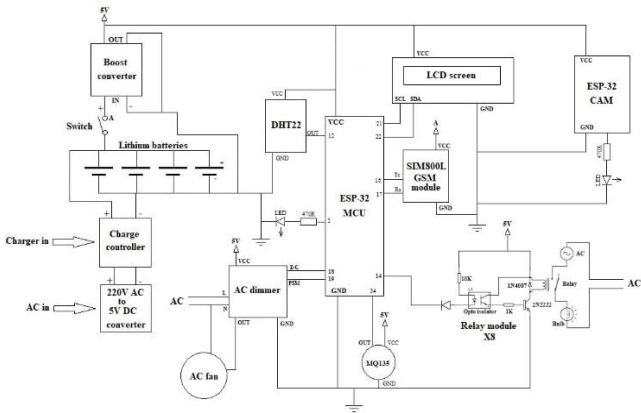 5V
OUT
Boost
converter
IN
+
-
A
Switch
Lithium batteries
+
-
+
-
Charger in
Charge
controller
+
-
AC in
220V AC
to
5V DC
converter
VCC
DHT22
OUT
GND
LED
470R
VCC
12
2
ESP-32
MCU
21
22
16
17
18
19
14
34
GND
VCC
LCD screen
SCL
SDA
GND
A
VCC
SIM800L
GSM
module
Tx
Rx
GND
VCC
ESP-32
CAM
GND
470R
LED
5V
VCC
AC dimmer
Z-C
PSM
AC
L
N
OUT
GND
AC fan
5V
OUT
VCC
MQ135
GND
5V
10K
1N4007
Opto isolator
1K
2N2222
Relay
AC
Bulb
AC
Relay module
X8